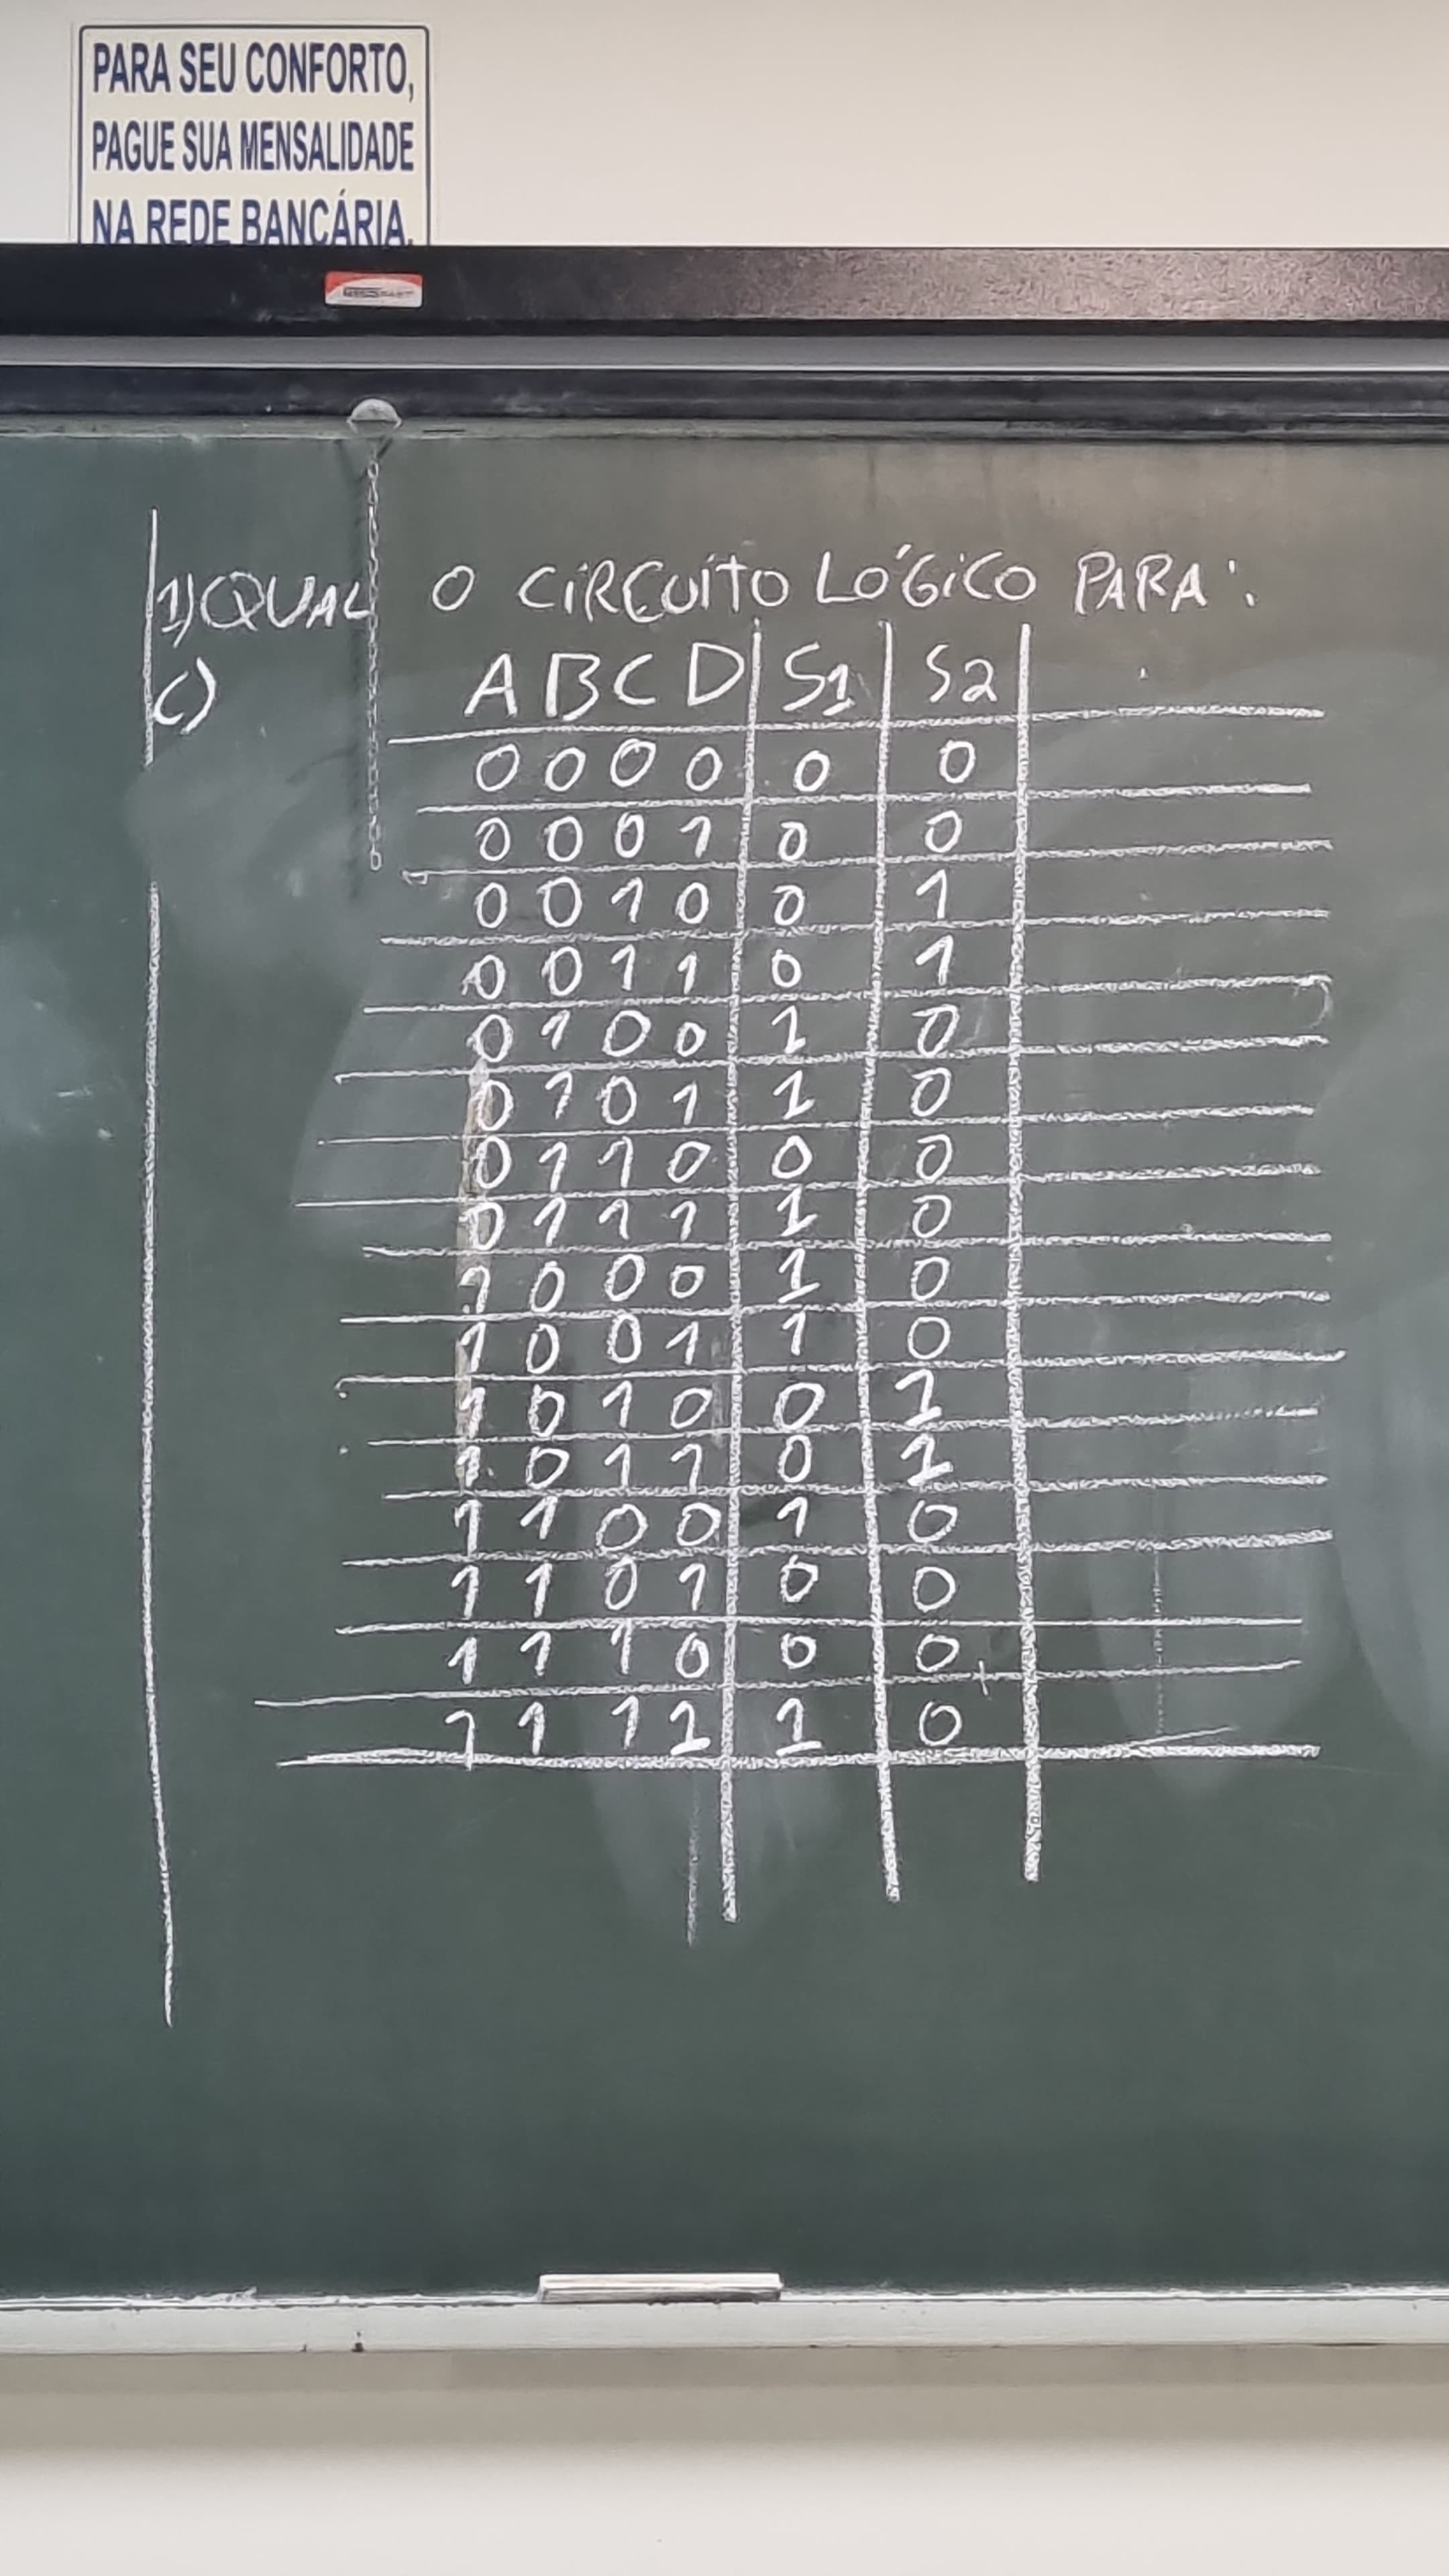 PARA SEU CONFORTO,
PAGUE SUA MENSALIDADE
NA REDE BANCÁRIA.
1) QUAL O CIRCUITO LÓGICO PARA:
C) A B C D S1 S2
0 0 0 0 0 0
0 0 0 1 0 0
0 0 1 0 0 1
0 0 1 1 0 1
0 1 0 0 1 0
0 1 0 1 1 0
0 1 1 0 0 0
0 1 1 1 1 0
1 0 0 0 1 0
1 0 0 1 1 0
1 0 1 0 0 1
1 0 1 1 0 1
1 1 0 0 1 0
1 1 0 1 0 0
1 1 1 0 0 0
1 1 1 1 1 0